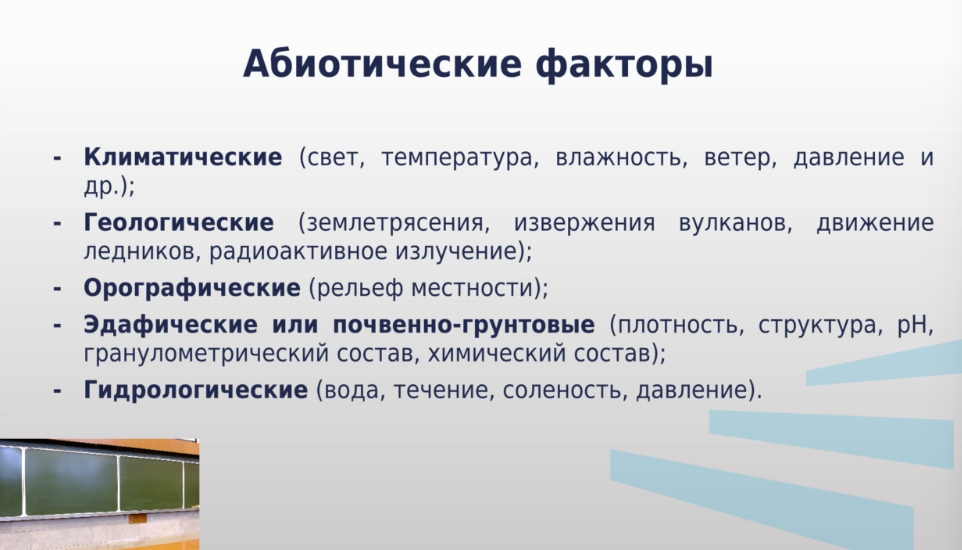 Абиотические факторы
- Климатические (свет, температура, влажность, ветер, давление и
др.);
- Геологические (землетрясения, извержения вулканов, движение
ледников, радиоактивное излучение);
- Орографические (рельеф местности);
- Эдафические или почвенно-грунтовые (плотность, структура, рН,
гранулометрический состав, химический состав);
- Гидрологические (вода, течение, соленость, давление).